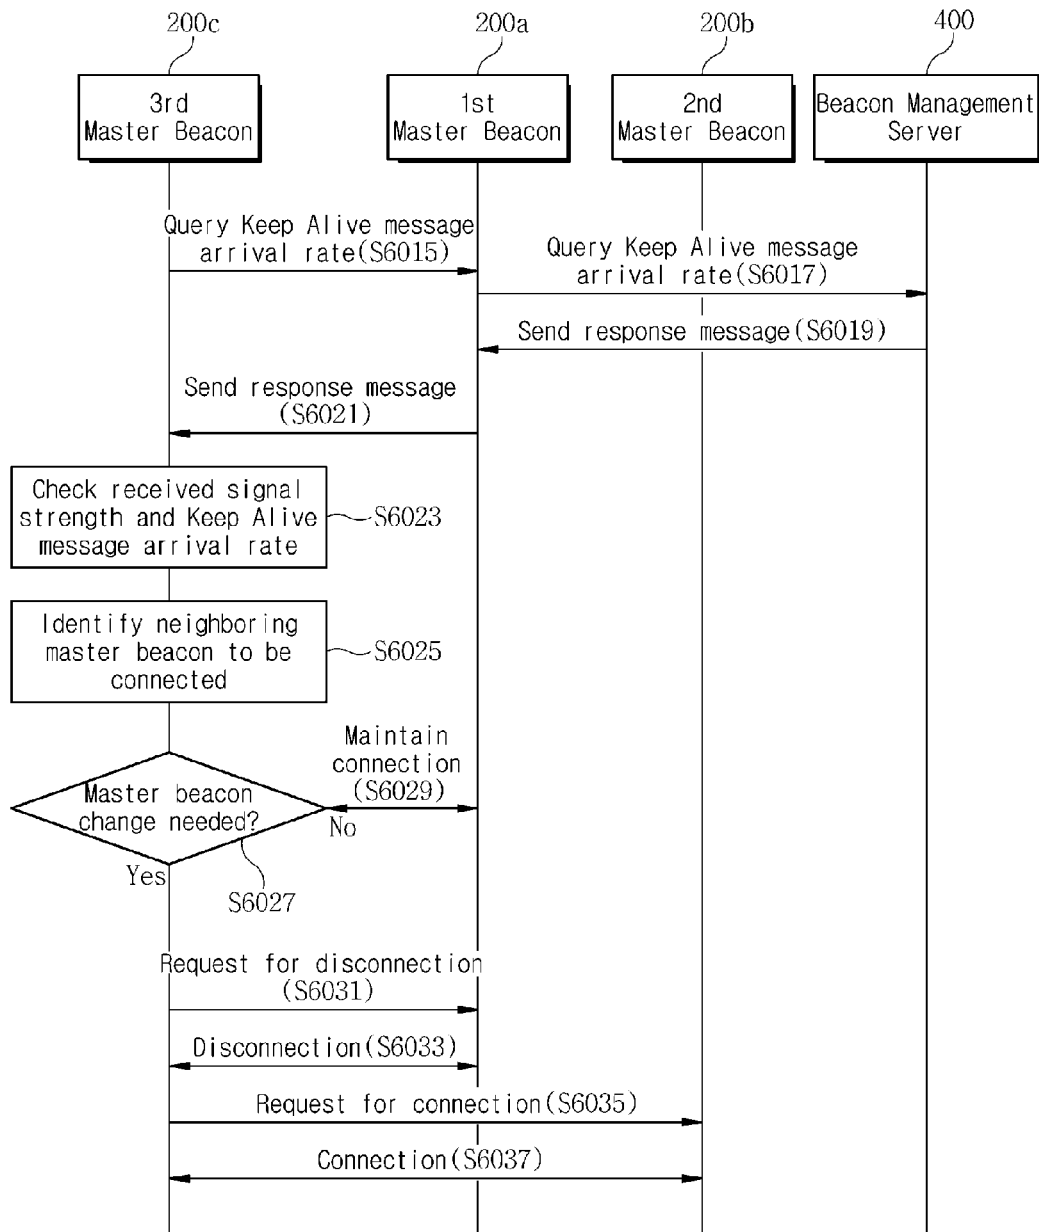 200c
200a
200b
400
3rd
Master Beacon
1st
Master Beacon
2nd
Master Beacon
Beacon Management
Server
Query Keep Alive message
arrival rate(S6015)
Query Keep Alive message
arrival rate(S6017)
Send response message(S6019)
Send response message
(S6021)
Check received signal
strength and Keep Alive
message arrival rate
S6023
Identify neighboring
master beacon to be
connected
S6025
Maintain
connection
(S6029)
Master beacon
change needed?
No
Yes
S6027
Request for disconnection
(S6031)
Disconnection(S6033)
Request for connection(S6035)
Connection(S6037)